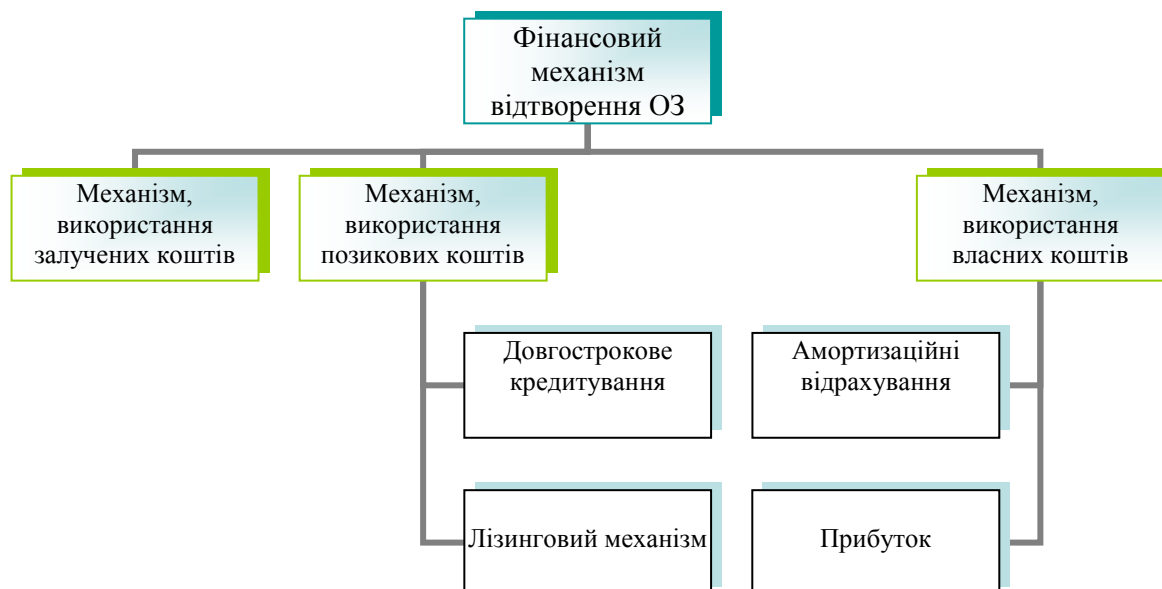 Фінансовий
механізм
відтворення ОЗ
Механізм,
використання
залучених коштів
Механізм,
використання
позикових коштів
Механізм,
використання
власних коштів
Довгострокове
кредитування
Амортизаційні
відрахування
Лізинговий механізм
Прибуток